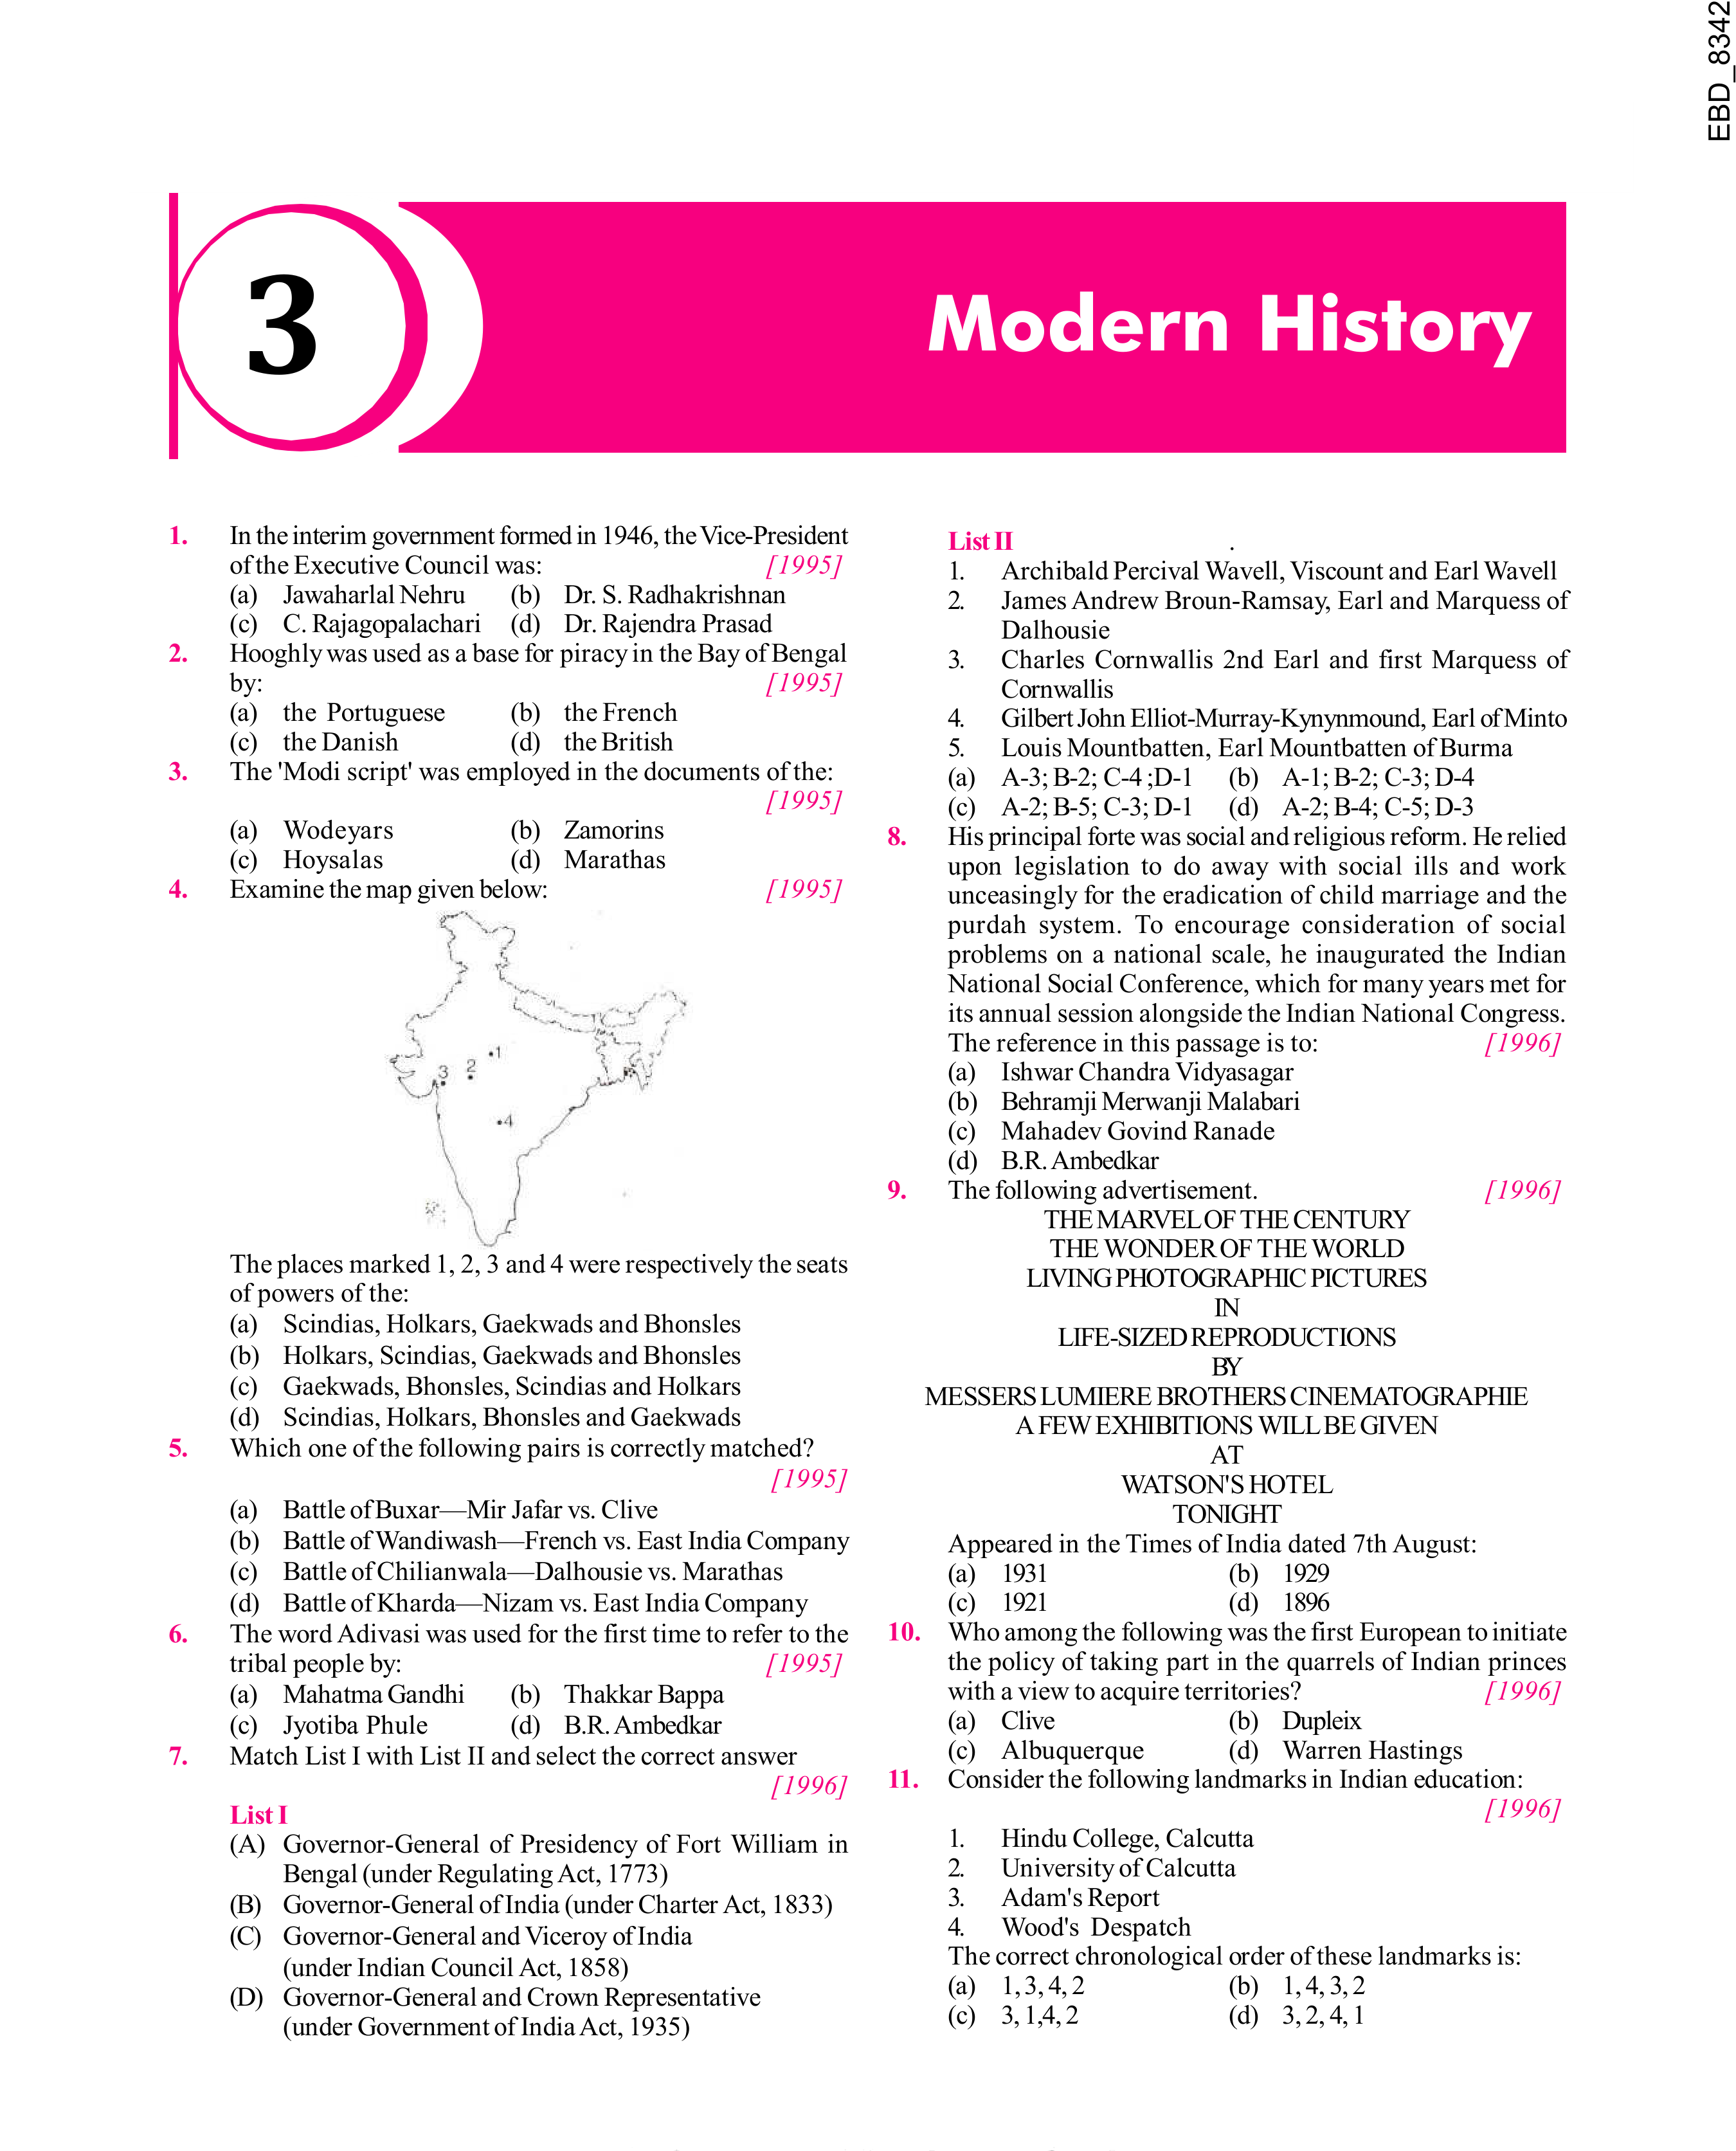 EBD_8342
3
Modern History
1. In the interim government formed in 1946, the Vice-President
of the Executive Council was: [1995]
(a) Jawaharlal Nehru (b) Dr. S. Radhakrishnan
(c) C. Rajagopalachari (d) Dr. Rajendra Prasad
2. Hooghly was used as a base for piracy in the Bay of Bengal
by: [1995]
(a) the Portuguese (b) the French
(c) the Danish (d) the British
3. The 'Modi script' was employed in the documents of the:
[1995]
(a) Wodeyars (b) Zamorins
(c) Hoysalas (d) Marathas
4. Examine the map given below: [1995]
1
2
3
4
The places marked 1, 2, 3 and 4 were respectively the seats
of powers of the:
(a) Scindias, Holkars, Gaekwads and Bhonsles
(b) Holkars, Scindias, Gaekwads and Bhonsles
(c) Gaekwads, Bhonsles, Scindias and Holkars
(d) Scindias, Holkars, Bhonsles and Gaekwads
5. Which one of the following pairs is correctly matched?
[1995]
(a) Battle of Buxar—Mir Jafar vs. Clive
(b) Battle of Wandiwash—French vs. East India Company
(c) Battle of Chilianwala—Dalhousie vs. Marathas
(d) Battle of Kharda—Nizam vs. East India Company
6. The word Adivasi was used for the first time to refer to the
tribal people by: [1995]
(a) Mahatma Gandhi (b) Thakkar Bappa
(c) Jyotiba Phule (d) B.R. Ambedkar
7. Match List I with List II and select the correct answer
[1996]
List I
(A) Governor-General of Presidency of Fort William in
Bengal (under Regulating Act, 1773)
(B) Governor-General of India (under Charter Act, 1833)
(C) Governor-General and Viceroy of India
(under Indian Council Act, 1858)
(D) Governor-General and Crown Representative
(under Government of India Act, 1935)
List II
1. Archibald Percival Wavell, Viscount and Earl Wavell
2. James Andrew Broun-Ramsay, Earl and Marquess of
Dalhousie
3. Charles Cornwallis 2nd Earl and first Marquess of
Cornwallis
4. Gilbert John Elliot-Murray-Kynynmound, Earl of Minto
5. Louis Mountbatten, Earl Mountbatten of Burma
(a) A-3; B-2; C-4 ;D-1 (b) A-1; B-2; C-3; D-4
(c) A-2; B-5; C-3; D-1 (d) A-2; B-4; C-5; D-3
8. His principal forte was social and religious reform. He relied
upon legislation to do away with social ills and work
unceasingly for the eradication of child marriage and the
purdah system. To encourage consideration of social
problems on a national scale, he inaugurated the Indian
National Social Conference, which for many years met for
its annual session alongside the Indian National Congress.
The reference in this passage is to: [1996]
(a) Ishwar Chandra Vidyasagar
(b) Behramji Merwanji Malabari
(c) Mahadev Govind Ranade
(d) B.R. Ambedkar
9. The following advertisement. [1996]
THE MARVEL OF THE CENTURY
THE WONDER OF THE WORLD
LIVING PHOTOGRAPHIC PICTURES
IN
LIFE-SIZED REPRODUCTIONS
BY
MESSERS LUMIERE BROTHERS CINEMATOGRAPHIE
A FEW EXHIBITIONS WILL BE GIVEN
AT
WATSON'S HOTEL
TONIGHT
Appeared in the Times of India dated 7th August:
(a) 1931 (b) 1929
(c) 1921 (d) 1896
10. Who among the following was the first European to initiate
the policy of taking part in the quarrels of Indian princes
with a view to acquire territories? [1996]
(a) Clive (b) Dupleix
(c) Albuquerque (d) Warren Hastings
11. Consider the following landmarks in Indian education:
[1996]
1. Hindu College, Calcutta
2. University of Calcutta
3. Adam's Report
4. Wood's Despatch
The correct chronological order of these landmarks is:
(a) 1, 3, 4, 2 (b) 1, 4, 3, 2
(c) 3, 1,4, 2 (d) 3, 2, 4, 1